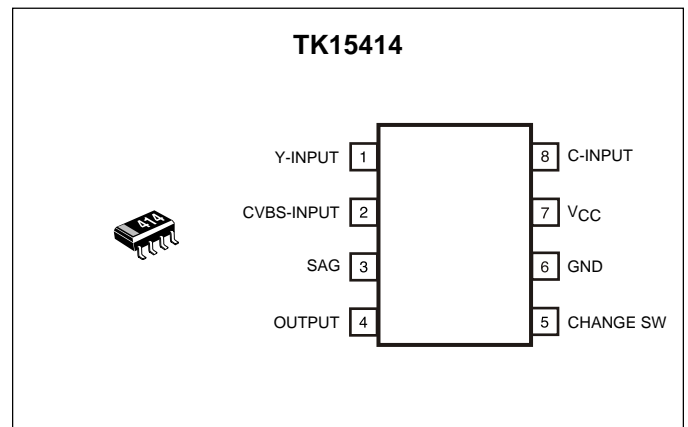 TK15414
Y-INPUT 1 8 C-INPUT
CVBS-INPUT 2 7 VCC
414
SAG 3 6 GND
OUTPUT 4 5 CHANGE SW